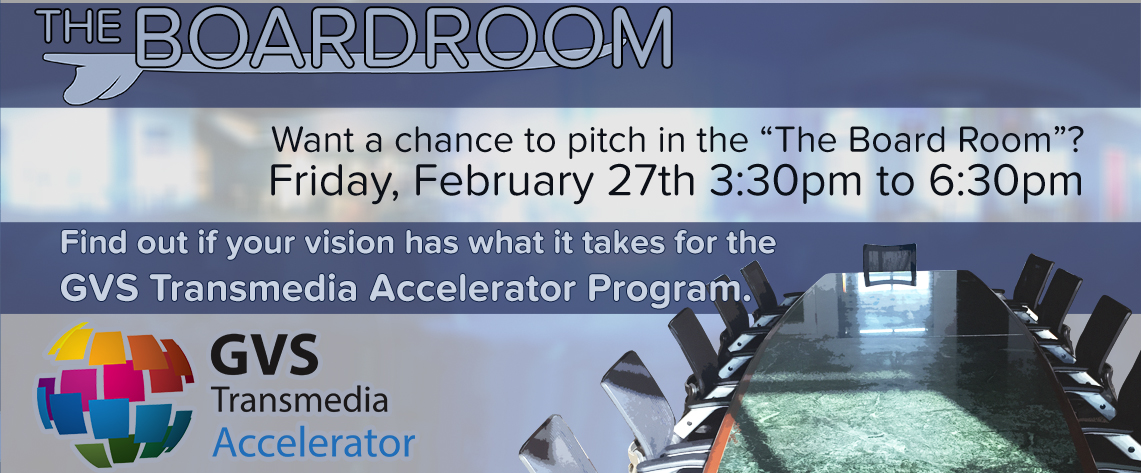 THE BOARDROOM
Want a chance to pitch in the “The Board Room”?
Friday, February 27th 3:30pm to 6:30pm
Find out if your vision has what it takes for the
GVS Transmedia Accelerator Program.
GVS
Transmedia
Accelerator